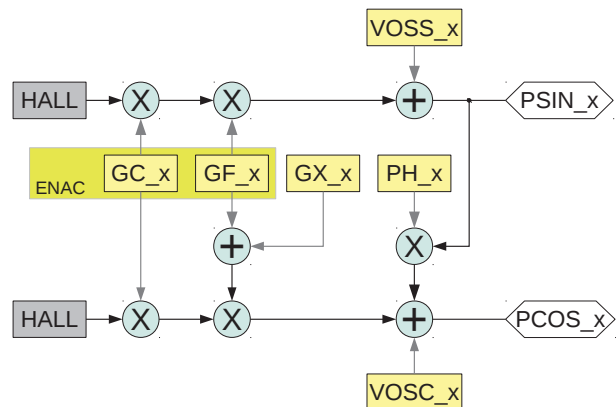 VOSS_x
HALL
X
X
+
PSIN_x
ENAC
GC_x
GF_x
GX_x
PH_x
+
X
HALL
X
X
+
PCOS_x
VOSC_x